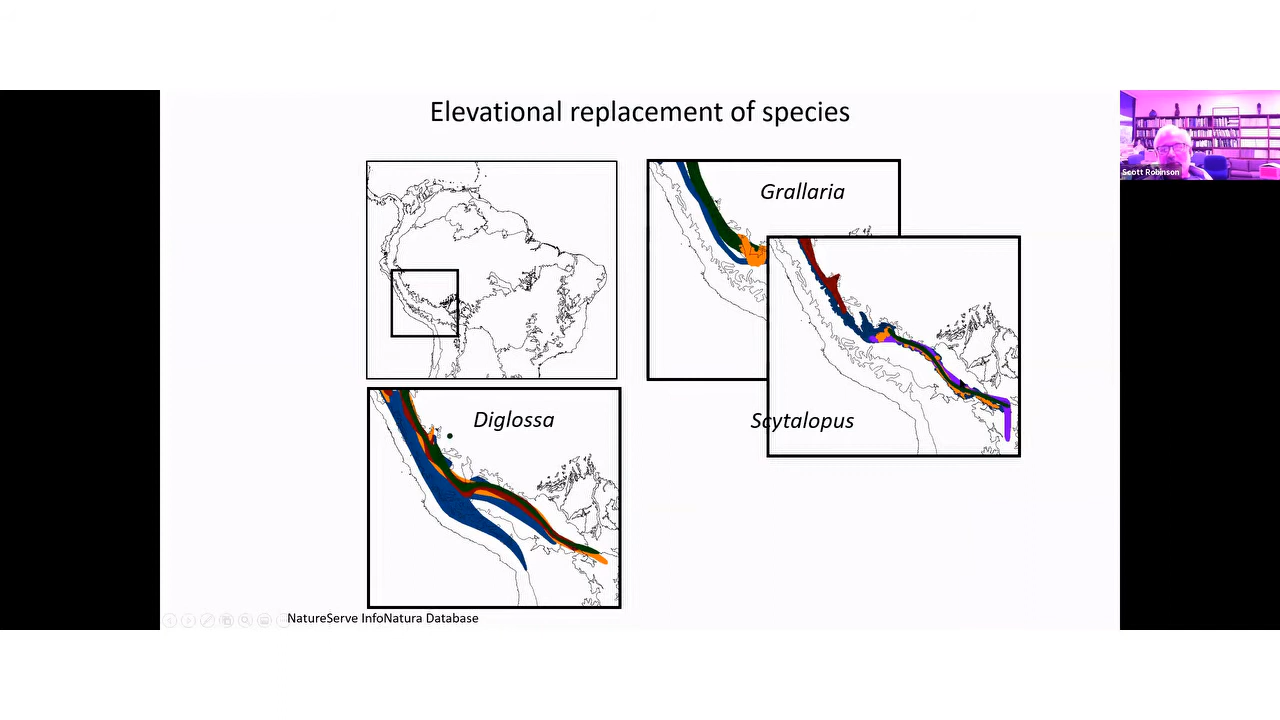 Elevational replacement of species
Scott Robinson
Grallaria
Diglossa
Scytalopus
NatureServe InfoNatura Database